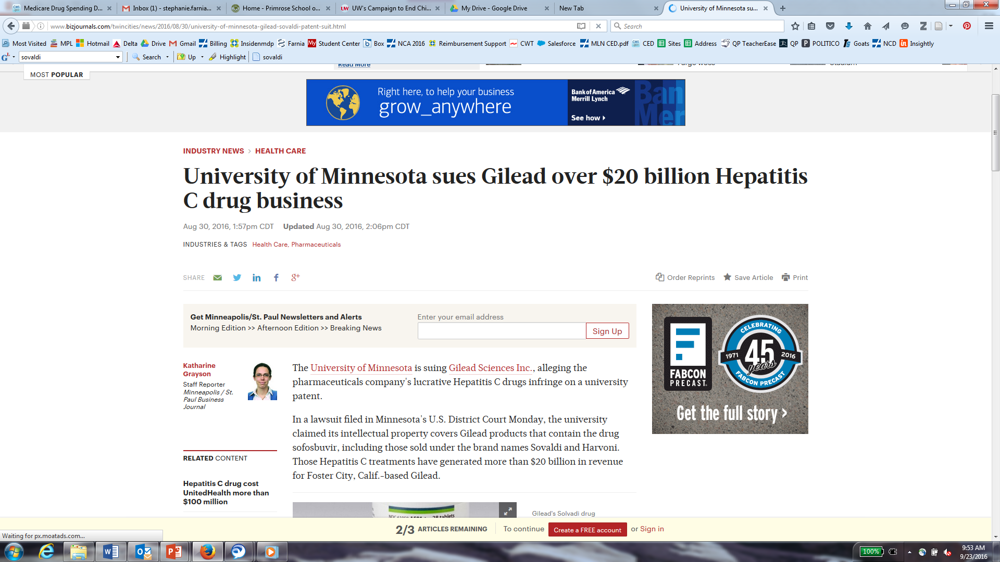 Medicare Drug Spending D...
Inbox (1) - stephanie.farnia...
Home - Primrose School o...
UW's Campaign to End Chi...
My Drive - Google Drive
New Tab
University of Minnesota su...
www.bizjournals.com/twincities/news/2016/08/30/university-of-minnesota-gilead-sovaldi-patent-suit.html
Search
Most Visited MPL Hotmail Delta Drive Gmail Billing Insidenmdp Farnia Student Center Box NCA 2016 Reimbursement Support CWT Salesforce MLN CED.pdf CED Sites Address QP TeacherEase QP POLITICO Goats NCD Insightly
sovaldi Search Up Highlight sovaldi
Read More
MOST POPULAR
Right here, to help your business
grow_anywhere
Bank of America
Merrill Lynch
See how
Ban
Mer
INDUSTRY NEWS > HEALTH CARE
University of Minnesota sues Gilead over $20 billion Hepatitis
C drug business
Aug 30, 2016, 1:57pm CDT Updated Aug 30, 2016, 2:06pm CDT
INDUSTRIES & TAGS Health Care, Pharmaceuticals
SHARE
Order Reprints Save Article Print
Get Minneapolis/St. Paul Newsletters and Alerts
Morning Edition >> Afternoon Edition >> Breaking News
Enter your email address
Sign Up
Katharine
Grayson
Staff Reporter
Minneapolis / St.
Paul Business
Journal
The University of Minnesota is suing Gilead Sciences Inc., alleging the
pharmaceuticals company's lucrative Hepatitis C drugs infringe on a university
patent.
In a lawsuit filed in Minnesota's U.S. District Court Monday, the university
claimed its intellectual property covers Gilead products that contain the drug
sofosbuvir, including those sold under the brand names Sovaldi and Harvoni.
Those Hepatitis C treatments have generated more than $20 billion in revenue
for Foster City, Calif.-based Gilead.
RELATED CONTENT
Hepatitis C drug cost
UnitedHealth more than
$100 million
Gilead's Solvadi drug
FABCON
PRECAST
CELEBRATING
1971 45 2016
years
FABCON PRECAST
Get the full story >
2/3 ARTICLES REMAINING To continue Create a FREE account or Sign in
Waiting for px.moatads.com...
100%
9:53 AM
9/23/2016